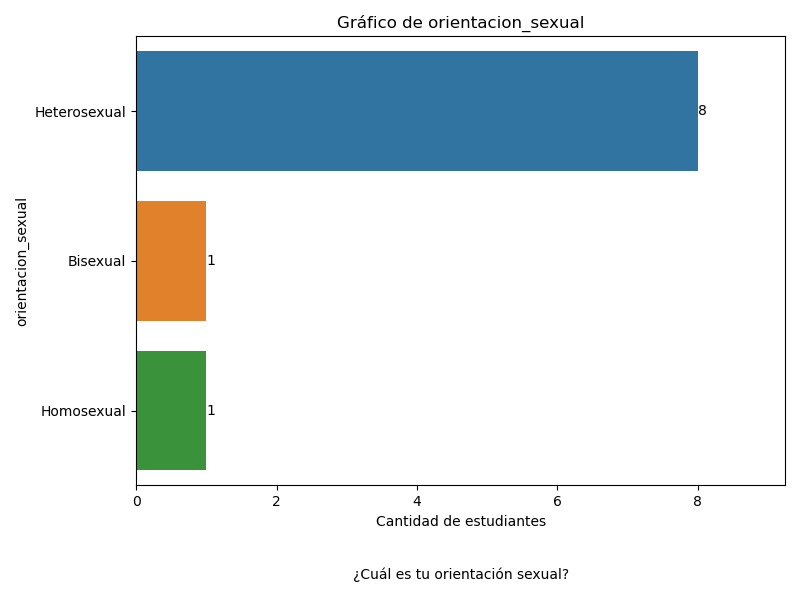 Gráfico de orientacion_sexual
orientacion_sexual
Heterosexual
8
Bisexual
1
Homosexual
1
0 2 4 6 8
Cantidad de estudiantes
¿Cuál es tu orientación sexual?